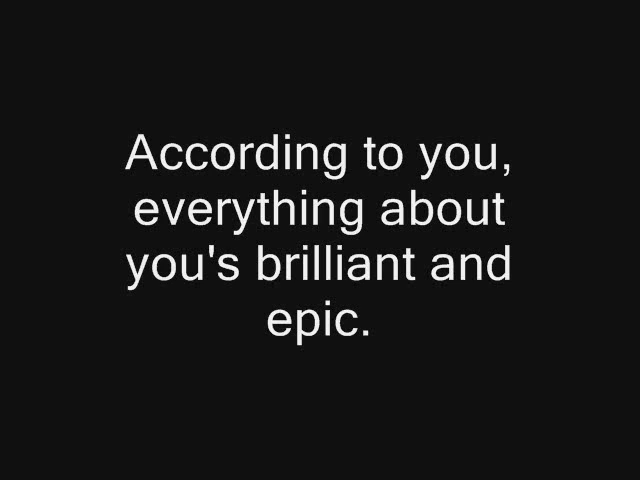 According to you,
everything about
you's brilliant and
epic.